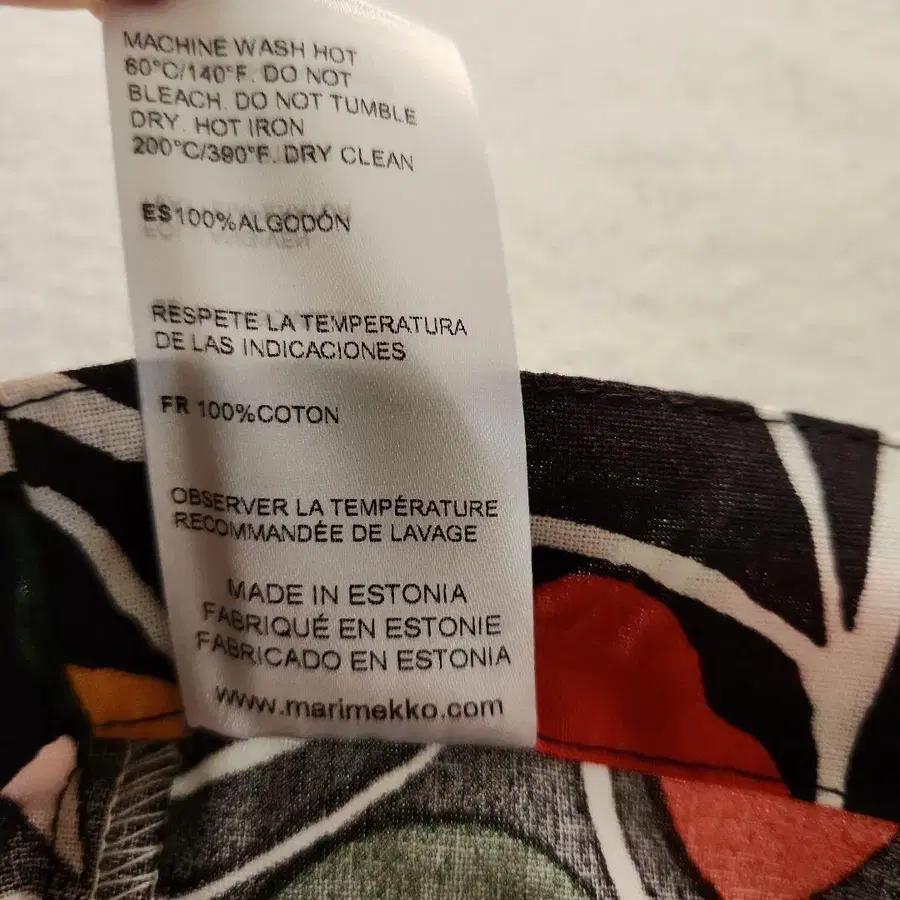 MACHINE WASH HOT
60°C/140°F. DO NOT
BLEACH. DO NOT TUMBLE
DRY. HOT IRON
200°C/390°F. DRY CLEAN
ES 100%ALGODÓN
RESPETE LA TEMPERATURA
DE LAS INDICACIONES
FR 100%COTON
OBSERVER LA TEMPÉRATURE
RECOMMANDÉE DE LAVAGE
MADE IN ESTONIA
FABRIQUÉ EN ESTONIE
FABRICADO EN ESTONIA
www.marimekko.com